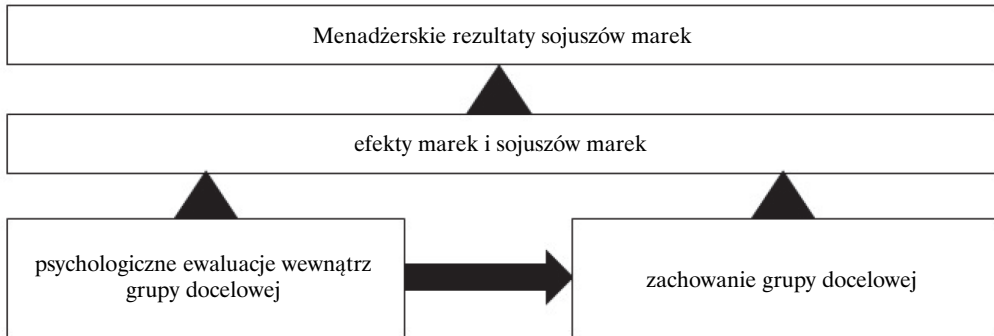 Menadżerskie rezultaty sojuszów marek
efekty marek i sojuszów marek
psychologiczne ewaluacje wewnątrz
grupy docelowej
zachowanie grupy docelowej